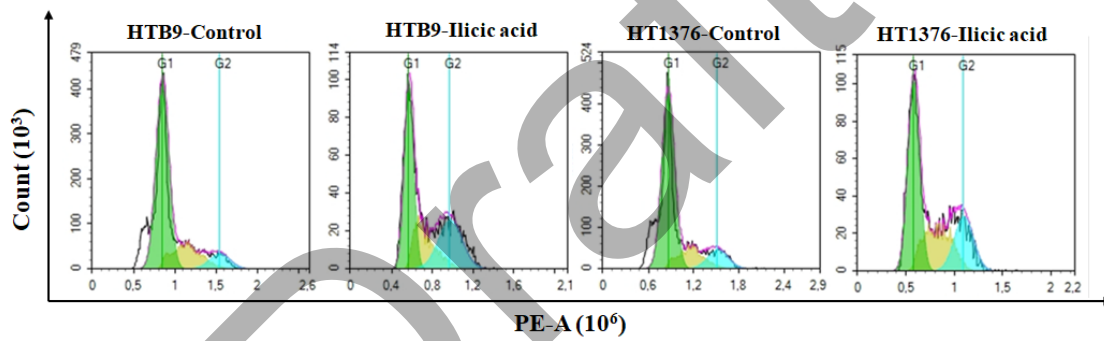 HTB9-Control
HTB9-Ilicic acid
HT1376-Control
HT1376-Ilicic acid
Count (10³)
479
400
300
200
100
0
G1
G2
0 0,5 1 1,5 2 2,6
114
100
80
60
40
20
0
G1
G2
0 0,4 0,8 1,2 1,6 2,1
524
400
300
200
100
0
G1
G2
0 0,6 1,2 1,8 2,4 2,9
115
100
80
60
40
20
0
G1
G2
0 0,5 1 1,6 2 2,2
PE-A (10⁶)